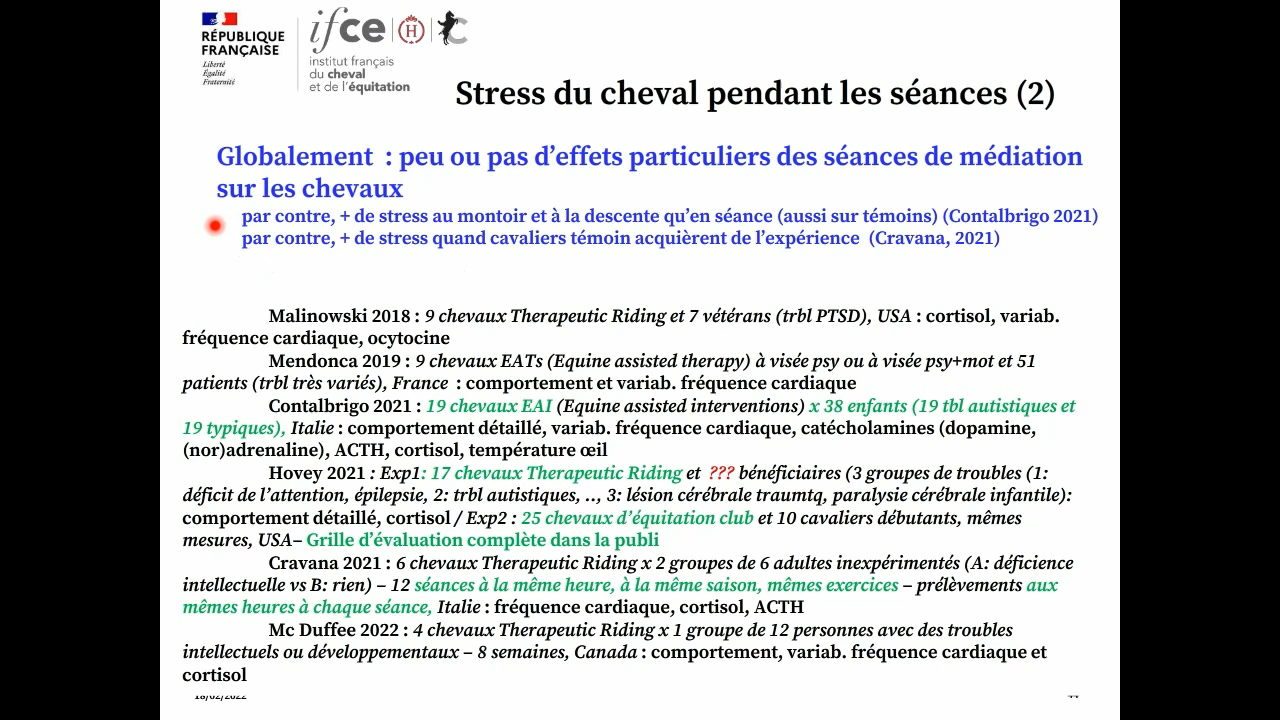 RÉPUBLIQUE
FRANÇAISE
Liberté
Égalité
Fraternité
ifce
H
institut français
du cheval
et de l'équitation
Stress du cheval pendant les séances (2)
Globalement : peu ou pas d'effets particuliers des séances de médiation
sur les chevaux
par contre, + de stress au montoir et à la descente qu'en séance (aussi sur témoins) (Contalbrigo 2021)
par contre, + de stress quand cavaliers témoin acquièrent de l'expérience (Cravana, 2021)
Malinowski 2018 : 9 chevaux Therapeutic Riding et 7 vétérans (trbl PTSD), USA : cortisol, variab.
fréquence cardiaque, ocytocine
Mendonca 2019 : 9 chevaux EATs (Equine assisted therapy) à visée psy ou à visée psy+mot et 51
patients (trbl très variés), France : comportement et variab. fréquence cardiaque
Contalbrigo 2021 : 19 chevaux EAI (Equine assisted interventions) x 38 enfants (19 tbl autistiques et
19 typiques), Italie : comportement détaillé, variab. fréquence cardiaque, catécholamines (dopamine,
(nor)adrenaline), ACTH, cortisol, température œil
Hovey 2021 : Exp1: 17 chevaux Therapeutic Riding et ??? bénéficiaires (3 groupes de troubles (1:
déficit de l'attention, épilepsie, 2: trbl autistiques, .., 3: lésion cérébrale traumtq, paralysie cérébrale infantile):
comportement détaillé, cortisol / Exp2 : 25 chevaux d'équitation club et 10 cavaliers débutants, mêmes
mesures, USA– Grille d'évaluation complète dans la publi
Cravana 2021 : 6 chevaux Therapeutic Riding x 2 groupes de 6 adultes inexpérimentés (A: déficience
intellectuelle vs B: rien) – 12 séances à la même heure, à la même saison, mêmes exercices – prélèvements aux
mêmes heures à chaque séance, Italie : fréquence cardiaque, cortisol, ACTH
Mc Duffee 2022 : 4 chevaux Therapeutic Riding x 1 groupe de 12 personnes avec des troubles
intellectuels ou développementaux – 8 semaines, Canada : comportement, variab. fréquence cardiaque et
cortisol
18/02/2022